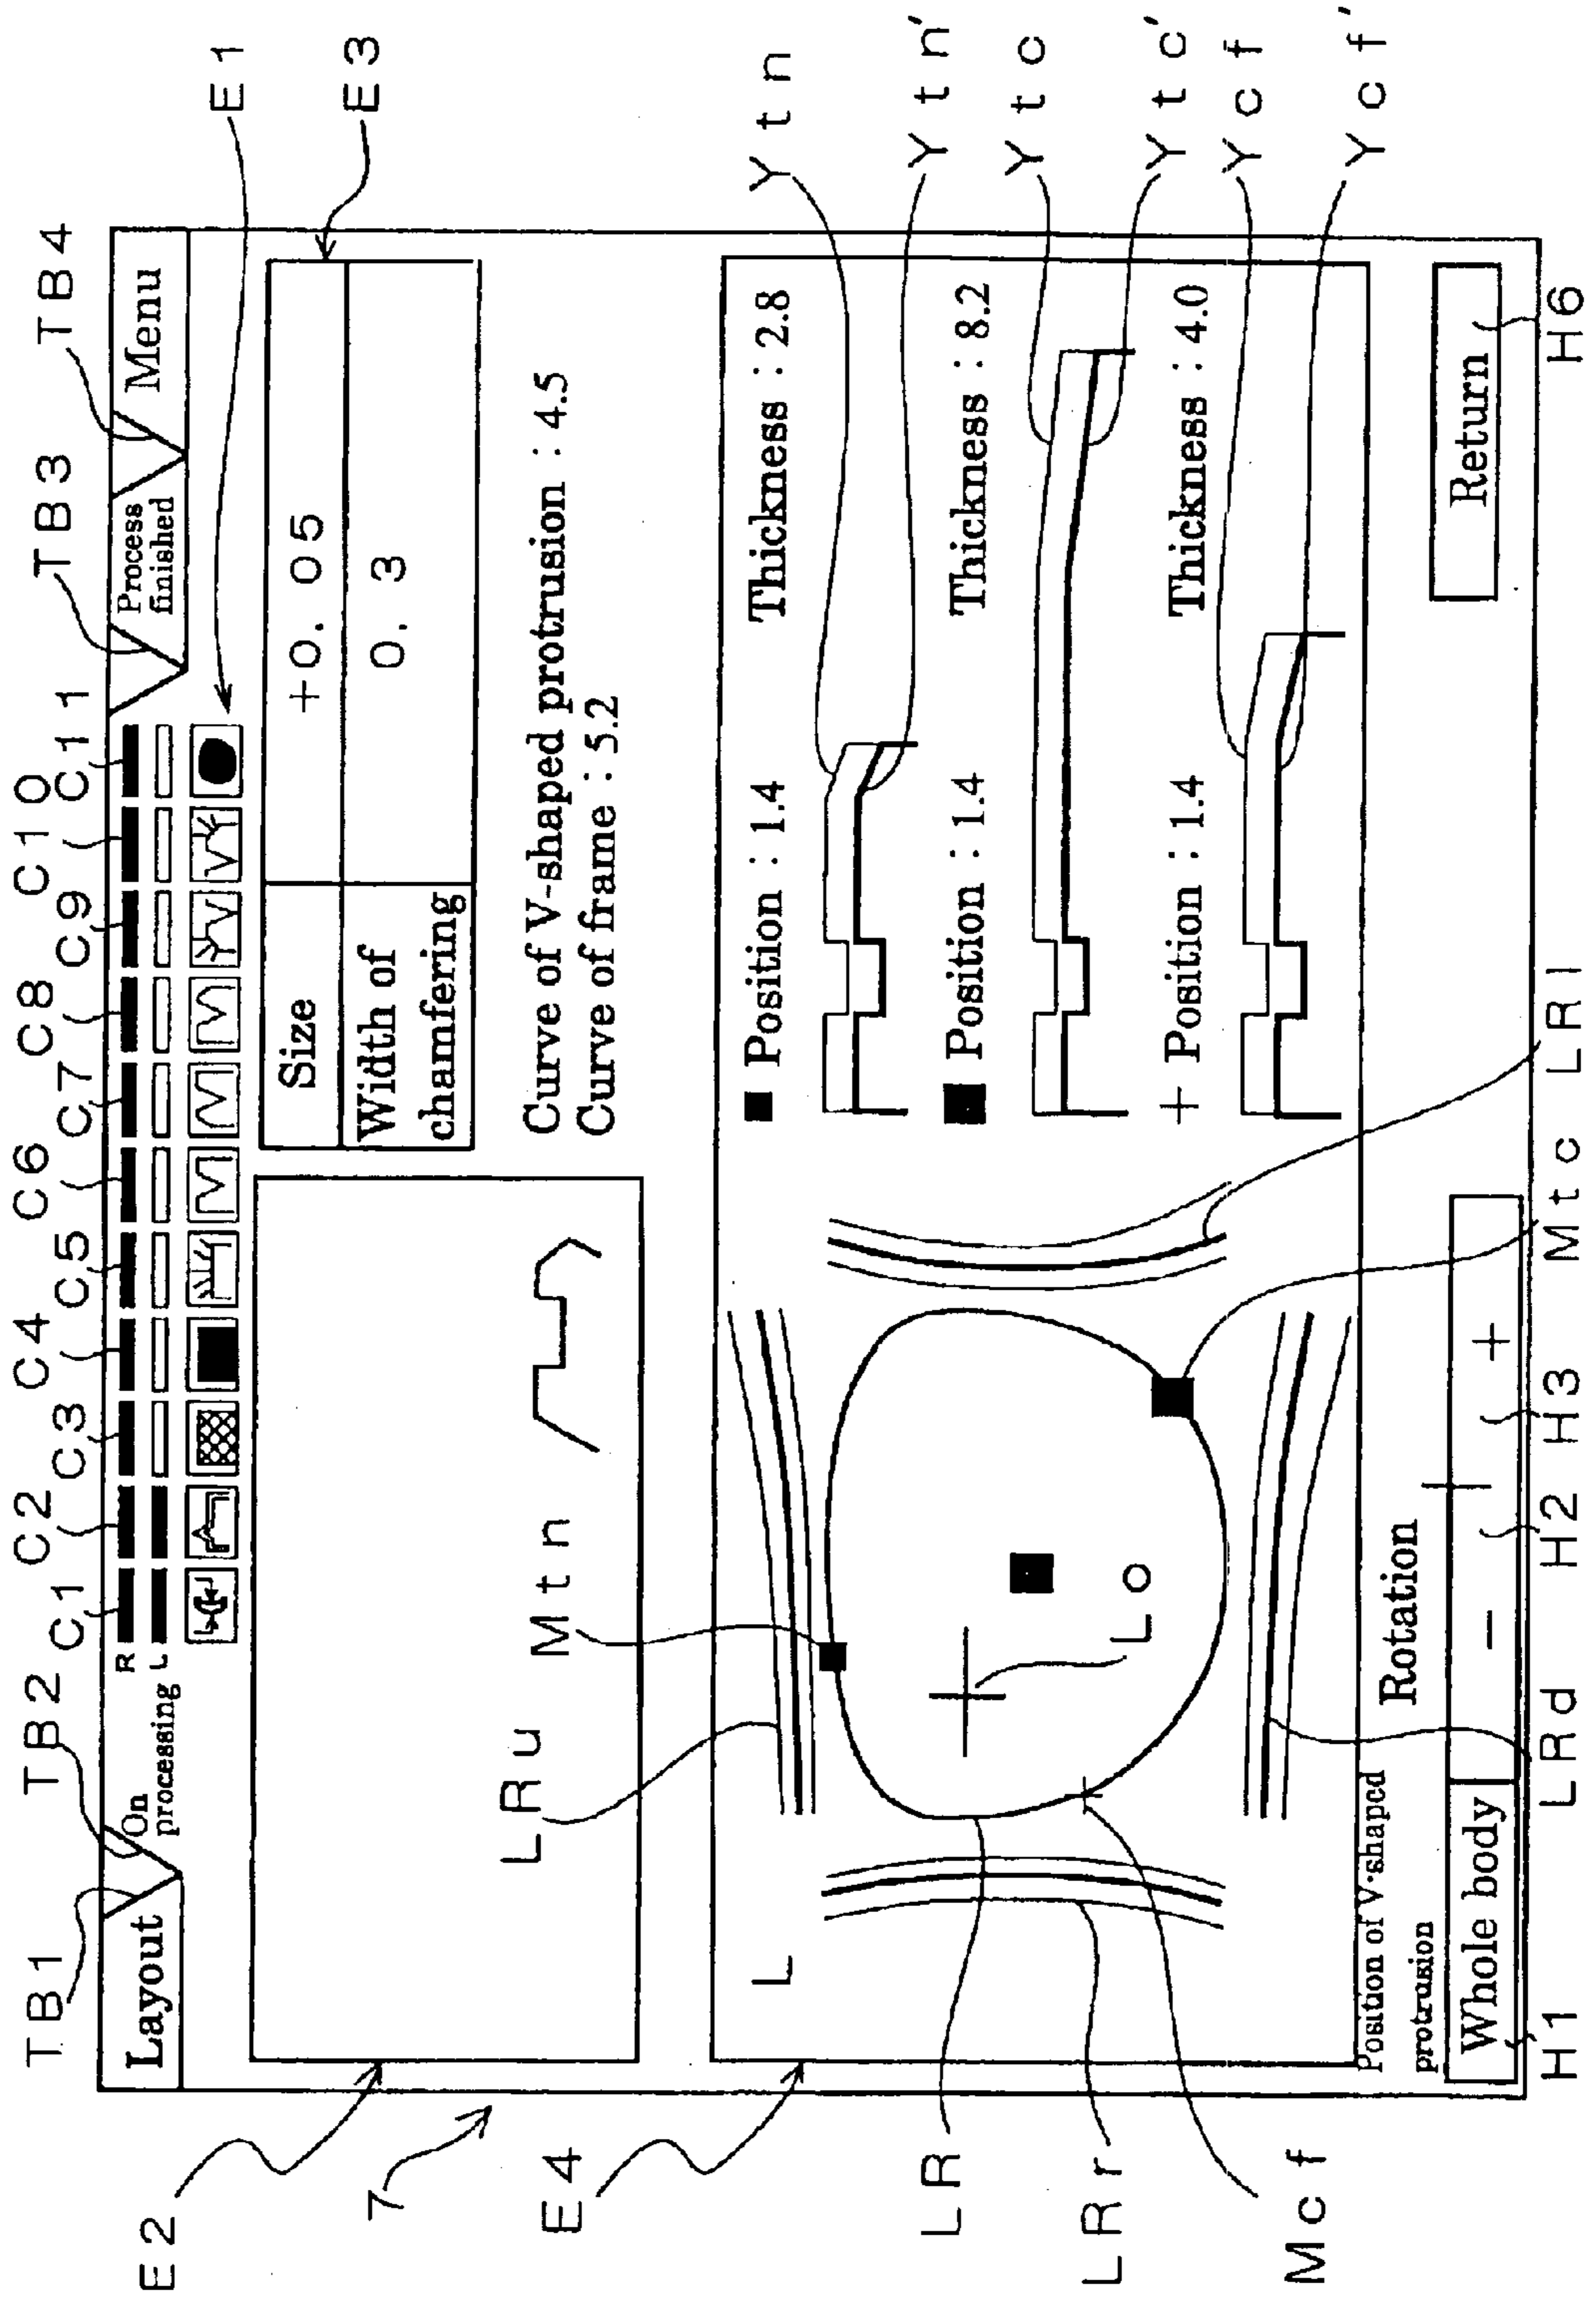 TB1
TB2
C1
C2
C3
C4
C5
C6
C7
C8
C9
C10
C11
TB3
TB4
E1
E3
Layout
On
processing
R
L
Process
finished
Menu
Size
+0. 05
Width of
chamfering
0. 3
Curve of V-shaped protrusion : 4.5
Curve of frame : 5.2
E2
7
E4
LRu
Mtn
L
Lo
Position : 1.4
Thickness : 2.8
Position : 1.4
Thickness : 8.2
+ Position : 1.4
Thickness : 4.0
Ytn
Ytn'
Ytc
Ytc'
Ycf
Ycf'
LR
LRr
Mcf
Position of V-shaped
protrusion
Rotation
Whole body
−
+
Return
H1
LRd
H2
H3
Mtc
LRl
H6